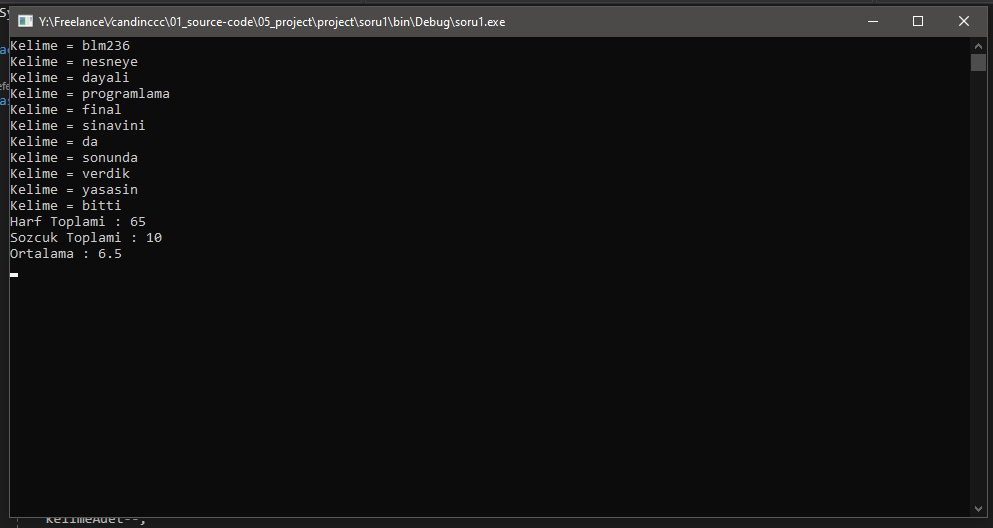 Y:\Freelance\vcandinccc\01_source-code\05_project\project\soru1\bin\Debug\soru1.exe
Kelime = blm236
Kelime = nesneye
Kelime = dayali
Kelime = programlama
Kelime = final
Kelime = sinavini
Kelime = da
Kelime = sonunda
Kelime = verdik
Kelime = yasasin
Kelime = bitti
Harf Toplami : 65
Sozcuk Toplami : 10
Ortalama : 6.5
kelimeAdet--;